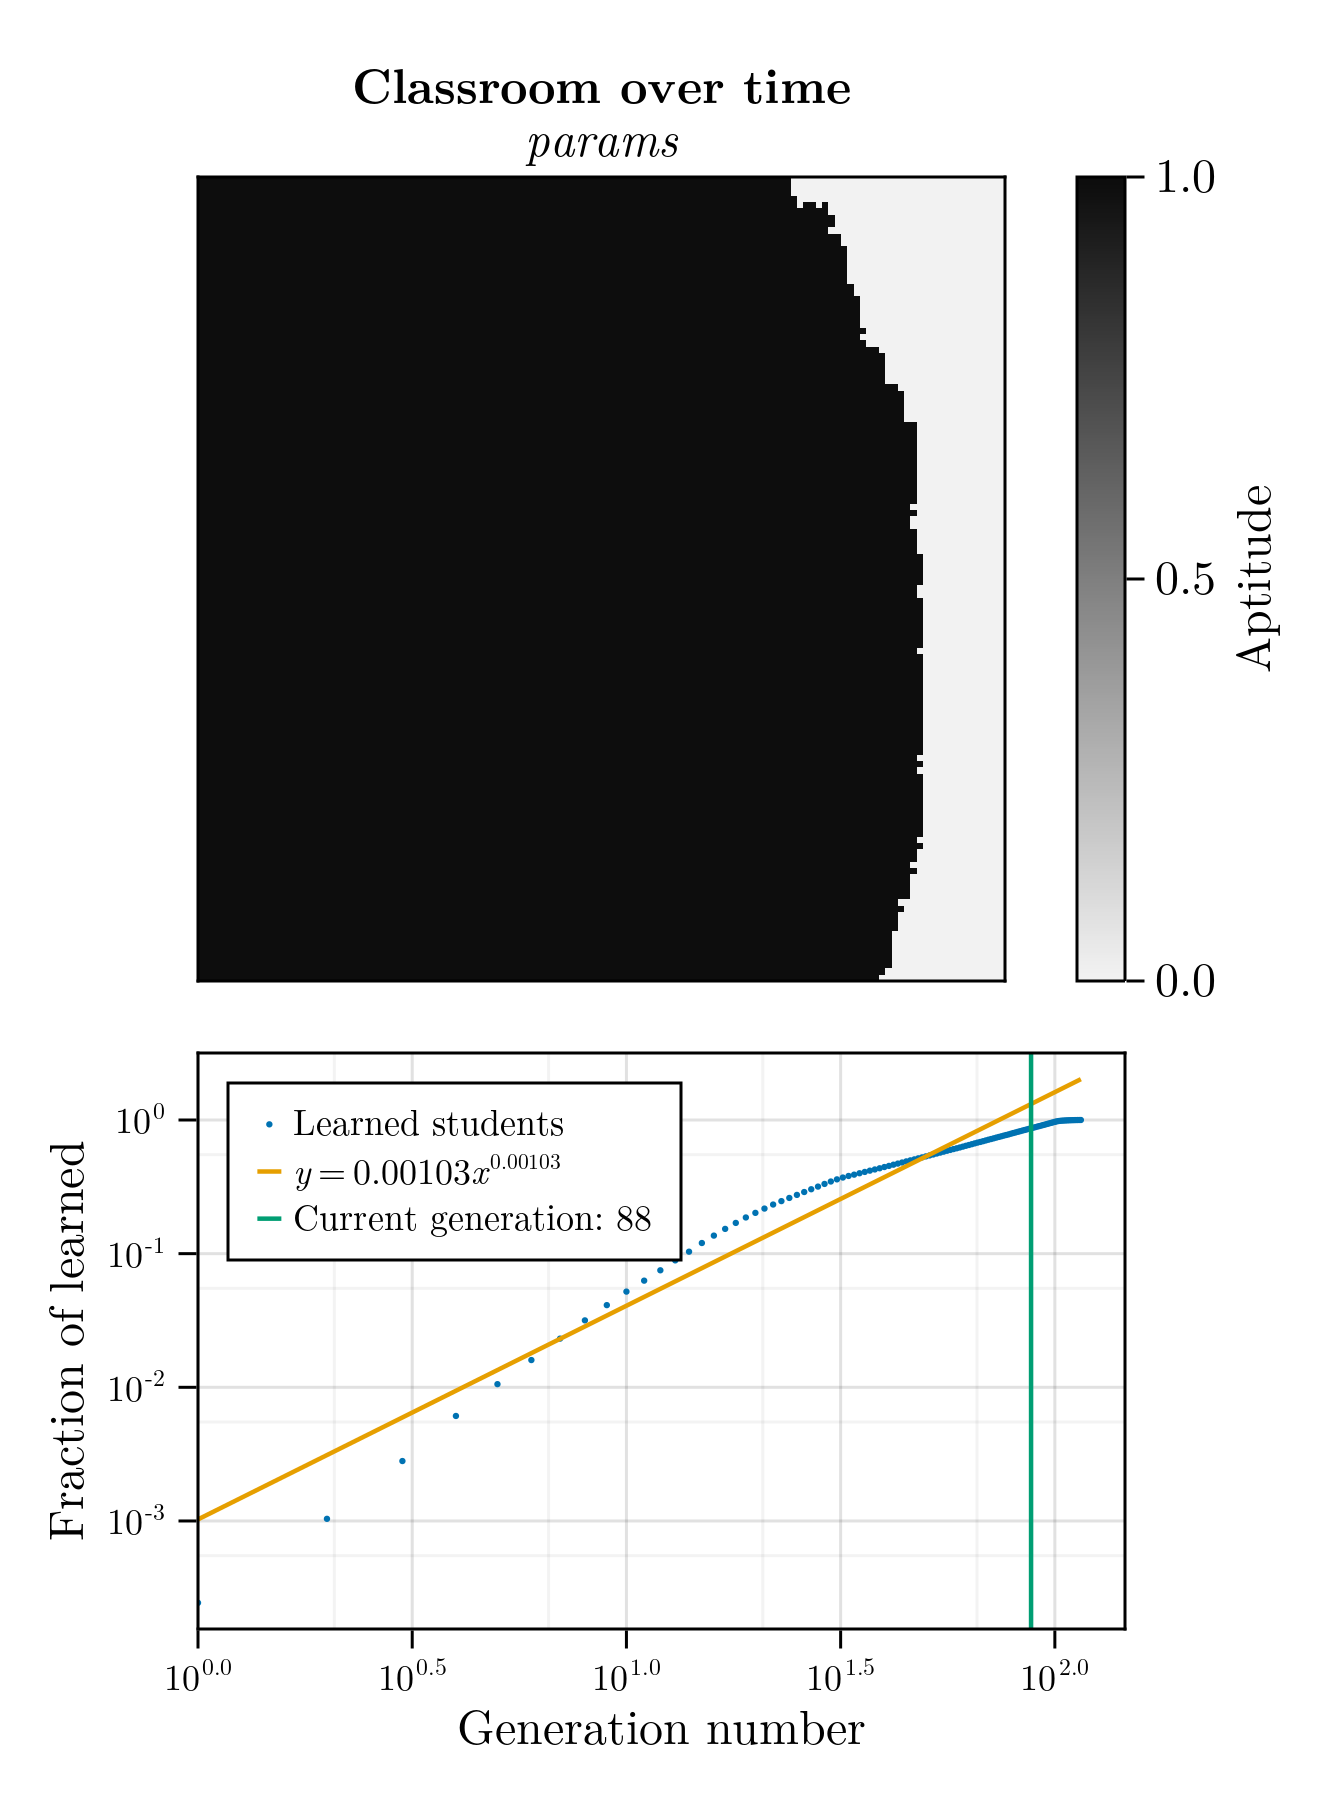 Classroom over time
params
1.0
0.5
0.0
Aptitude
10^0
10^-1
10^-2
10^-3
Fraction of learned
Learned students
y = 0.00103x^0.00103
Current generation: 88
10^0.0 10^0.5 10^1.0 10^1.5 10^2.0
Generation number